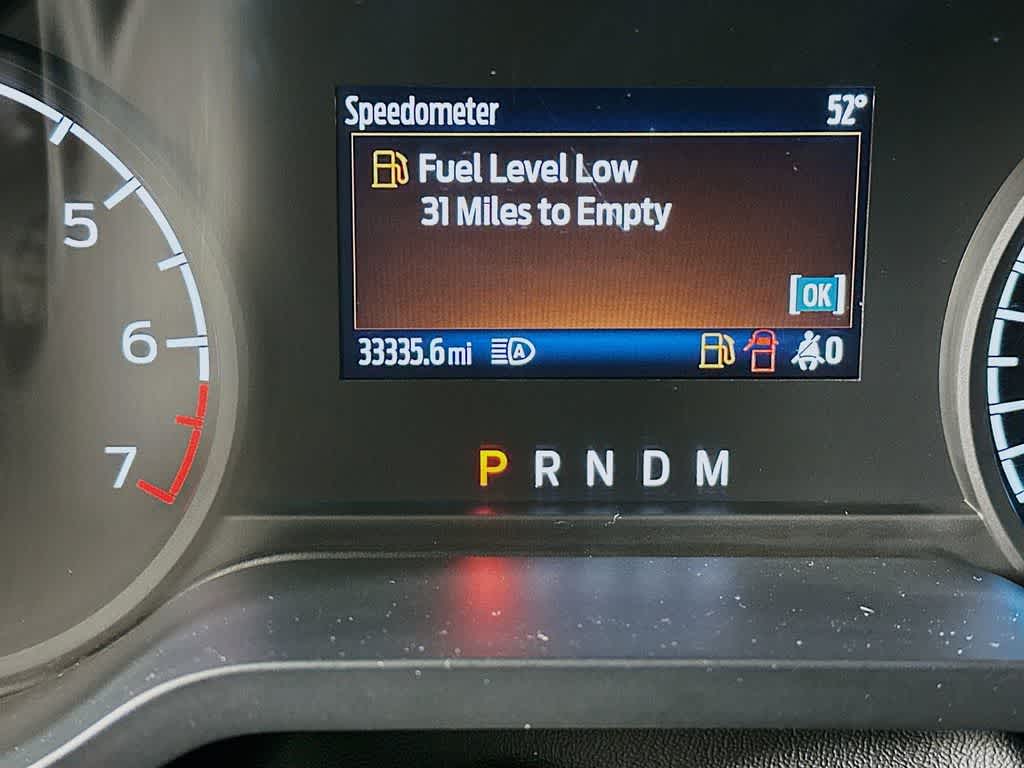 Speedometer 52°
Fuel Level Low
31 Miles to Empty
[OK]
33335.6 mi A 0
5
6
7
P R N D M